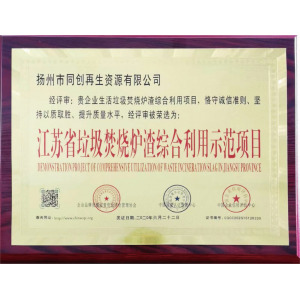 扬州市同创再生资源有限公司
经评审：贵企业生活垃圾焚烧炉渣综合利用项目，恪守诚信准则、坚
持以质取胜、提升质量水平，经评审被荣选为：
江苏省垃圾焚烧炉渣综合利用示范项目
DEMONSTRATION PROJECT OF COMPREHENSIVE UTILIZATION OF WASTE INCINERATION SLAG IN JIANGSU PROVINCE